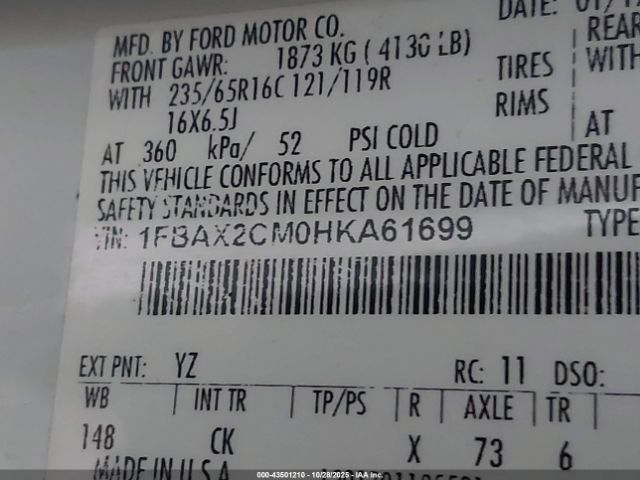 MFD. BY FORD MOTOR CO.
DATE: 01/1
FRONT GAWR: 1873 KG ( 4130 LB)
REAR
WITH 235/65R16C 121/119R TIRES
WITH
16X6.5J RIMS
AT 360 kPa/ 52 PSI COLD
AT
THIS VEHICLE CONFORMS TO ALL APPLICABLE FEDERAL
SAFETY STANDARDS IN EFFECT ON THE DATE OF MANUF
VIN: 1FBAX2CM0HKA61699 TYPE
EXT PNT: YZ RC: 11 DSO:
WB INT TR TP/PS R AXLE TR
148 CK X 73 6
MADE IN U.S.A.
000-43501210 - 10/28/2025 - IAA Inc.